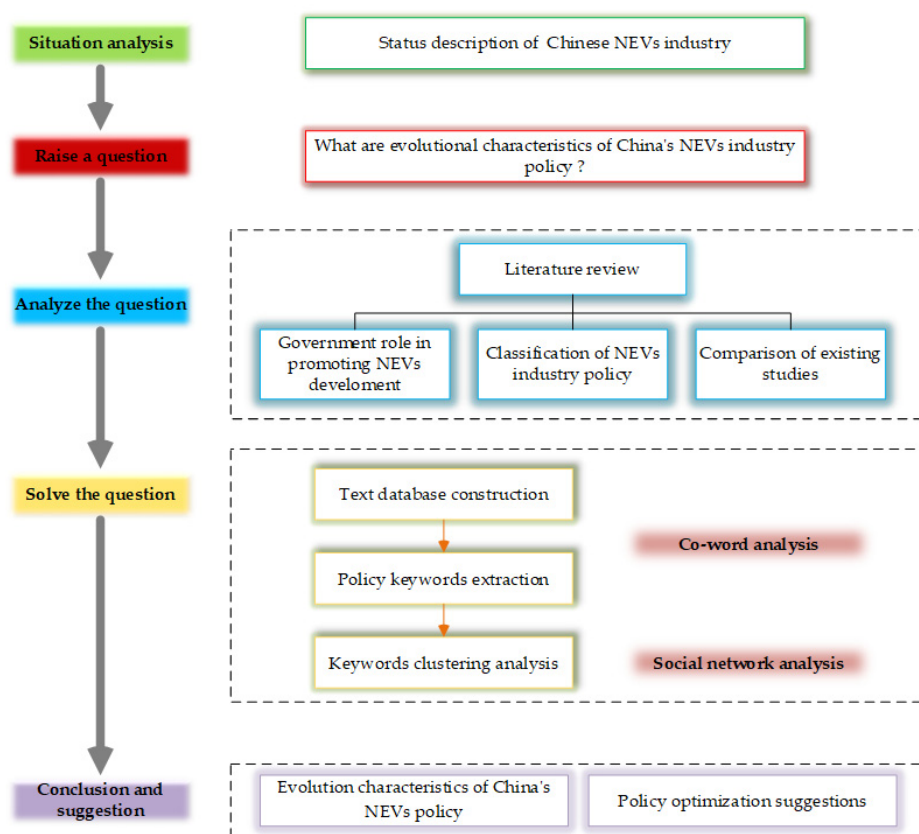 Situation analysis
Status description of Chinese NEVs industry
Raise a question
What are evolutional characteristics of China's NEVs industry
policy ?
Analyze the question
Literature review
Government role in
promoting NEVs
develoment
Classification of NEVs
industry policy
Comparison of existing
studies
Solve the question
Text database construction
Co-word analysis
Policy keywords extraction
Keywords clustering analysis
Social network analysis
Conclusion and
suggestion
Evolution characteristics of China's
NEVs policy
Policy optimization suggestions